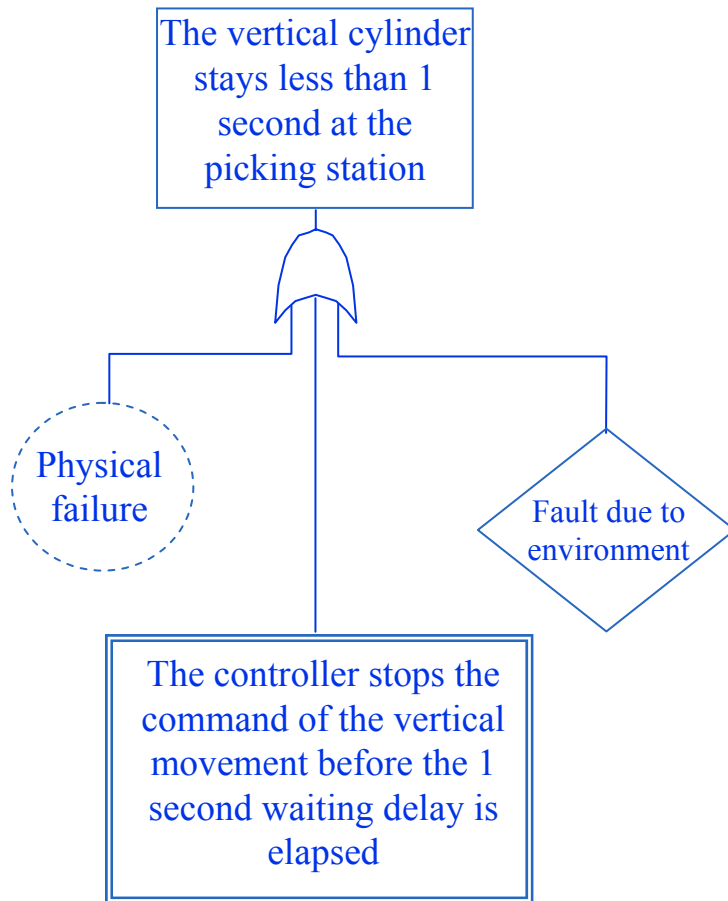 The vertical cylinder
stays less than 1
second at the
picking station
Physical
failure
Fault due to
environment
The controller stops the
command of the vertical
movement before the 1
second waiting delay is
elapsed